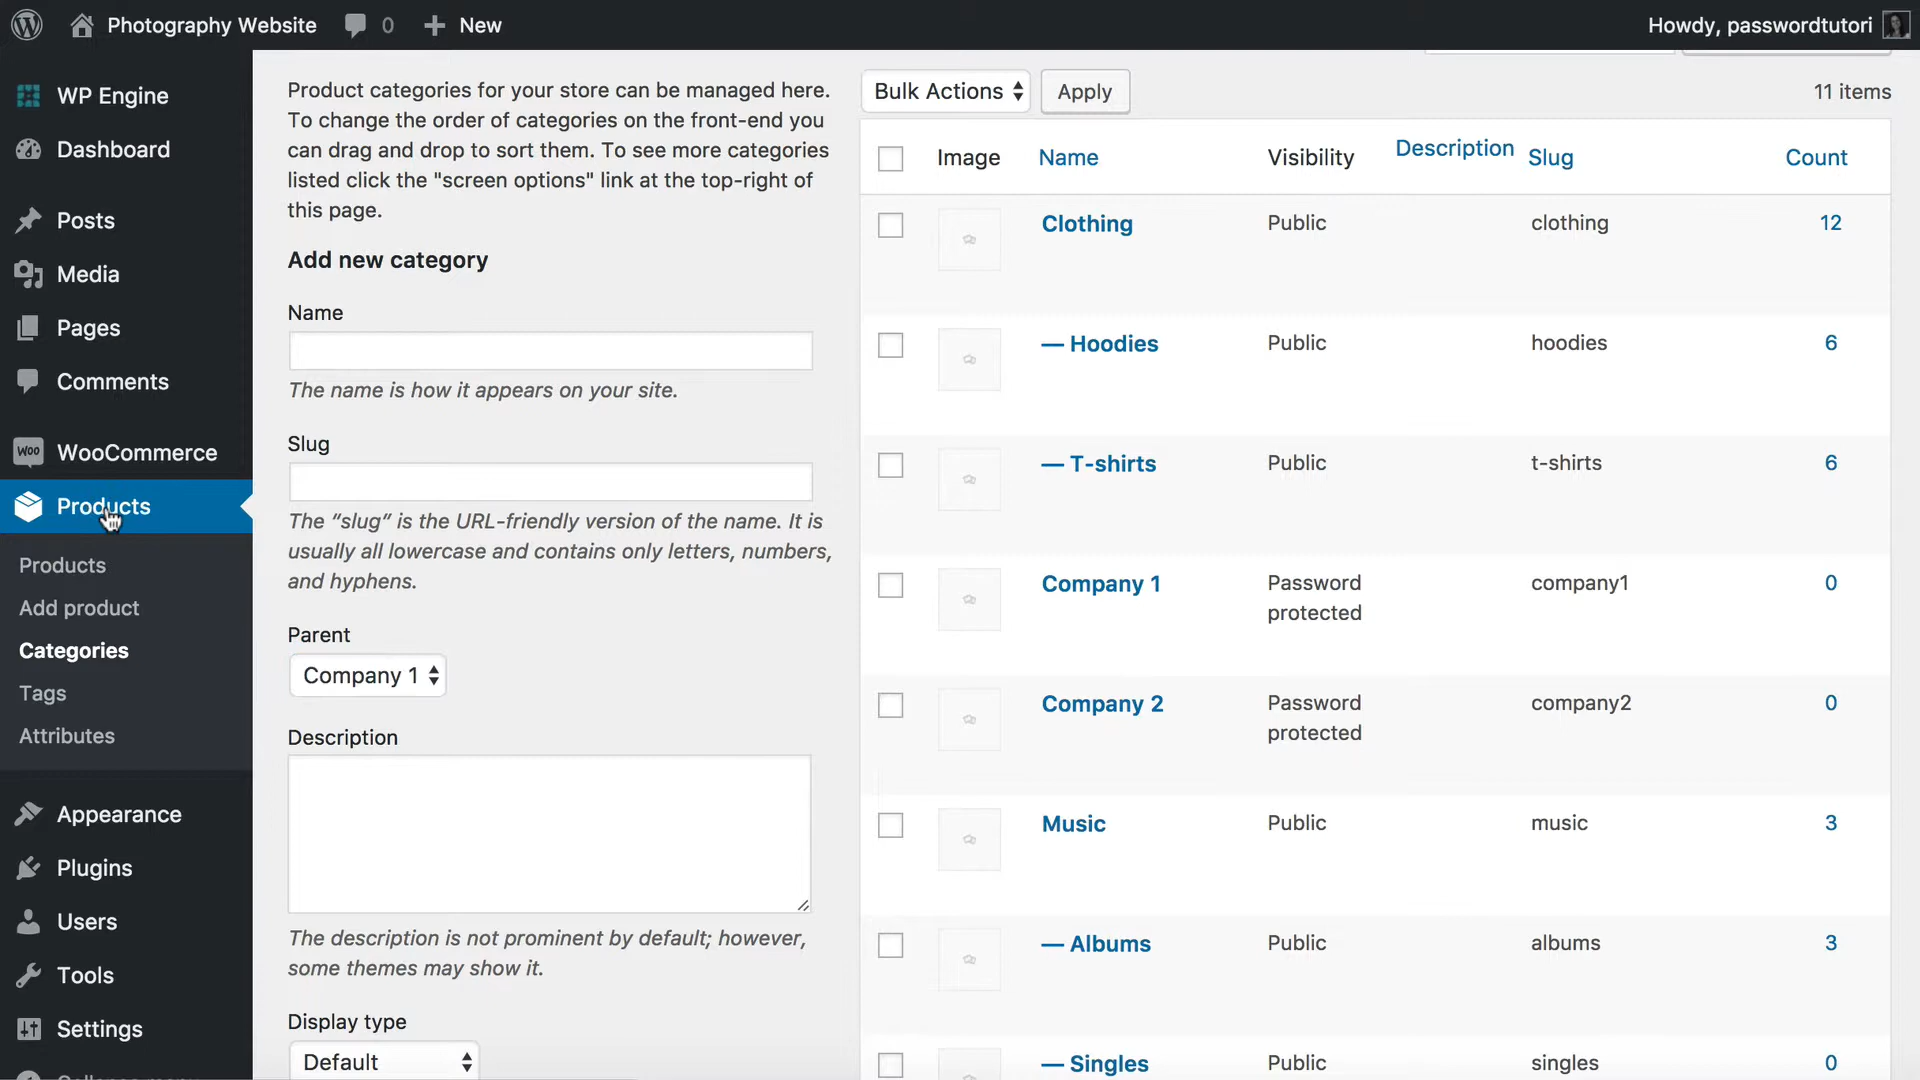 Photography Website
0
New
Howdy, passwordtutori
WP Engine
Dashboard
Posts
Media
Pages
Comments
Woo
WooCommerce
Products
Products
Add product
Categories
Tags
Attributes
Appearance
Plugins
Users
Tools
Settings
Product categories for your store can be managed here.
To change the order of categories on the front-end you
can drag and drop to sort them. To see more categories
listed click the "screen options" link at the top-right of
this page.
Add new category
Name
The name is how it appears on your site.
Slug
The “slug” is the URL-friendly version of the name. It is
usually all lowercase and contains only letters, numbers,
and hyphens.
Parent
Company 1
Description
The description is not prominent by default; however,
some themes may show it.
Display type
Default
Bulk Actions
Apply
11 items
Image Name Visibility Description Slug Count
Clothing Public clothing 12
— Hoodies Public hoodies 6
— T-shirts Public t-shirts 6
Company 1 Password company1 0
protected
Company 2 Password company2 0
protected
Music Public music 3
— Albums Public albums 3
— Singles Public singles 0